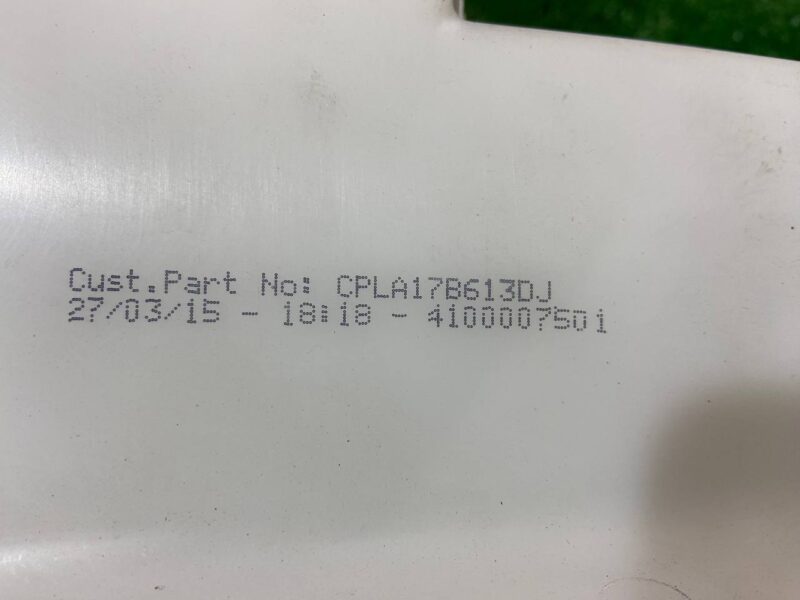 Cust.Part No: CPLA17B613DJ
27/03/15 - 18:18 - 4100007501